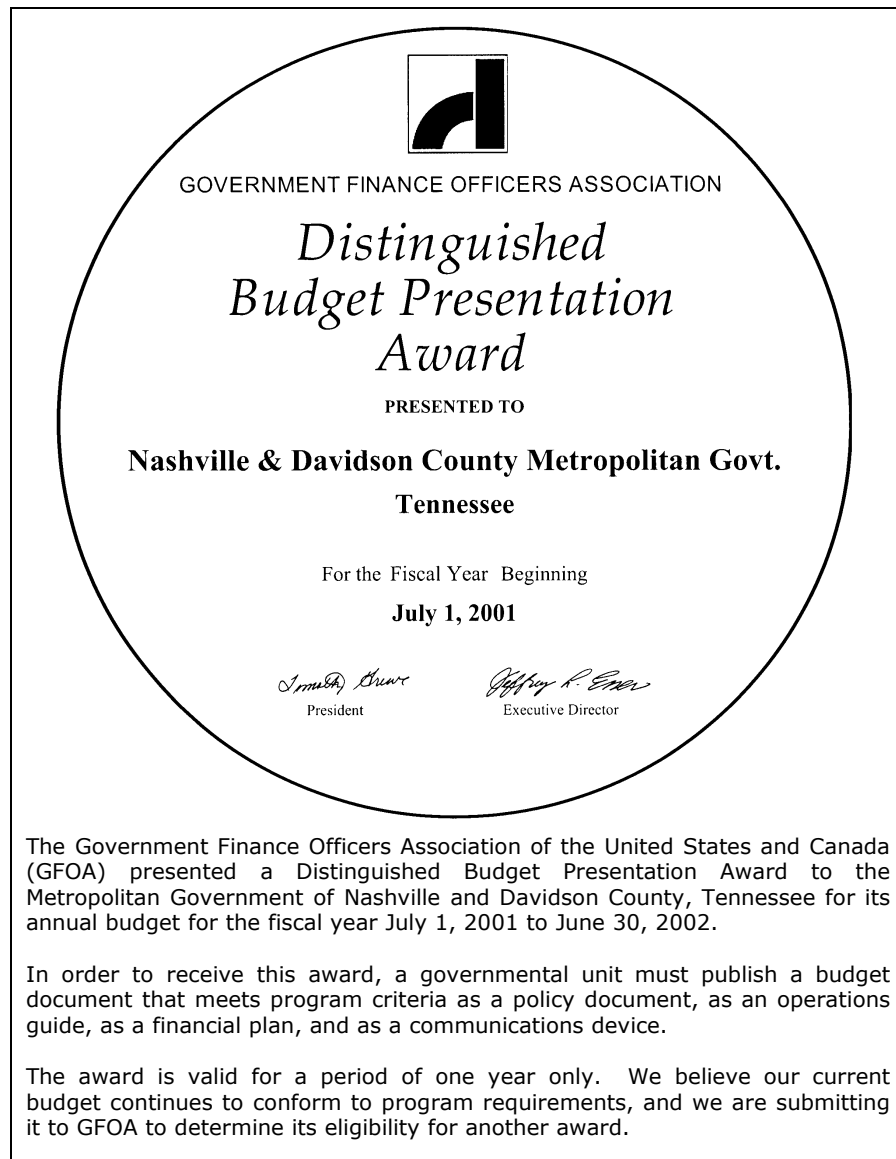 GOVERNMENT FINANCE OFFICERS ASSOCIATION
Distinguished
Budget Presentation
Award
PRESENTED TO
Nashville & Davidson County Metropolitan Govt.
Tennessee
For the Fiscal Year Beginning
July 1, 2001
President
Executive Director
The Government Finance Officers Association of the United States and Canada
(GFOA) presented a Distinguished Budget Presentation Award to the
Metropolitan Government of Nashville and Davidson County, Tennessee for its
annual budget for the fiscal year July 1, 2001 to June 30, 2002.
In order to receive this award, a governmental unit must publish a budget
document that meets program criteria as a policy document, as an operations
guide, as a financial plan, and as a communications device.
The award is valid for a period of one year only. We believe our current
budget continues to conform to program requirements, and we are submitting
it to GFOA to determine its eligibility for another award.